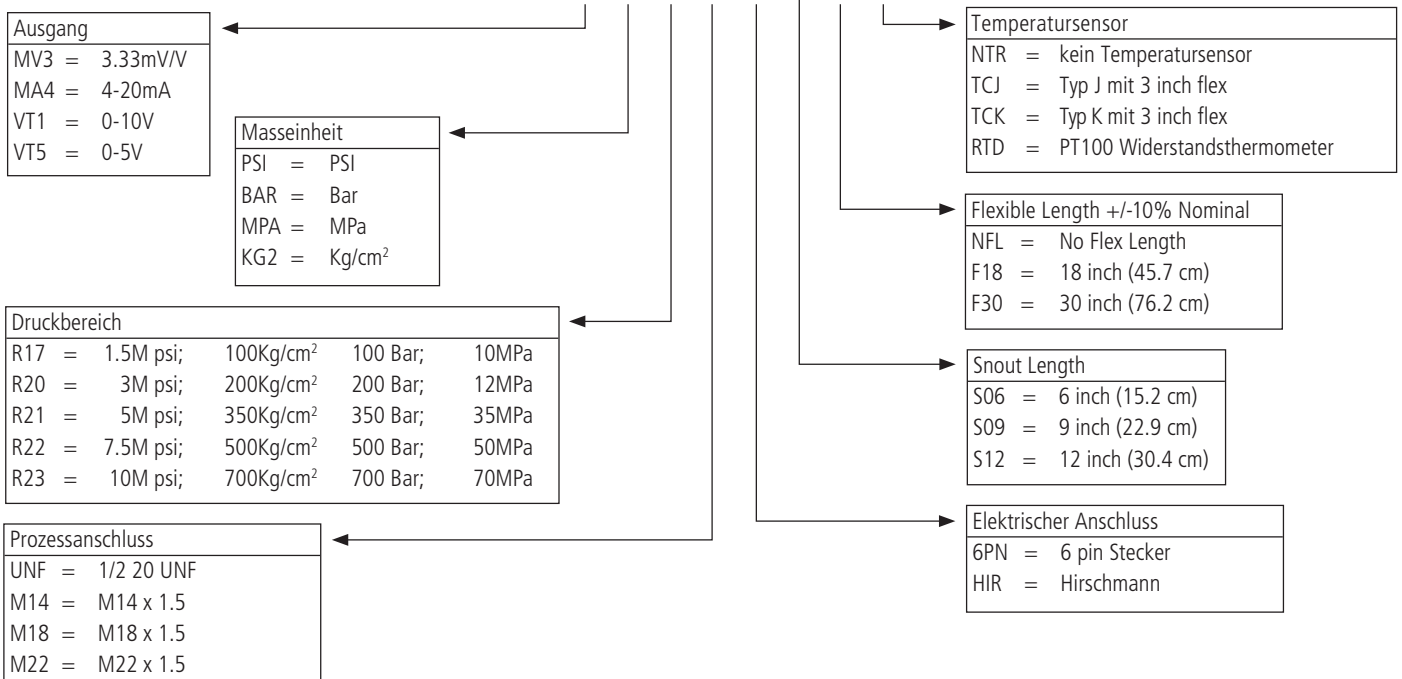 Ausgang
MV3 = 3.33mV/V
MA4 = 4-20mA
VT1 = 0-10V
VT5 = 0-5V
Masseinheit
PSI = PSI
BAR = Bar
MPA = MPa
KG2 = Kg/cm²
Druckbereich
R17 = 1.5M psi; 100Kg/cm² 100 Bar; 10MPa
R20 = 3M psi; 200Kg/cm² 200 Bar; 12MPa
R21 = 5M psi; 350Kg/cm² 350 Bar; 35MPa
R22 = 7.5M psi; 500Kg/cm² 500 Bar; 50MPa
R23 = 10M psi; 700Kg/cm² 700 Bar; 70MPa
Prozessanschluss
UNF = 1/2 20 UNF
M14 = M14 x 1.5
M18 = M18 x 1.5
M22 = M22 x 1.5
Temperatursensor
NTR = kein Temperatursensor
TCJ = Typ J mit 3 inch flex
TCK = Typ K mit 3 inch flex
RTD = PT100 Widerstandsthermometer
Flexible Length +/-10% Nominal
NFL = No Flex Length
F18 = 18 inch (45.7 cm)
F30 = 30 inch (76.2 cm)
Snout Length
S06 = 6 inch (15.2 cm)
S09 = 9 inch (22.9 cm)
S12 = 12 inch (30.4 cm)
Elektrischer Anschluss
6PN = 6 pin Stecker
HIR = Hirschmann